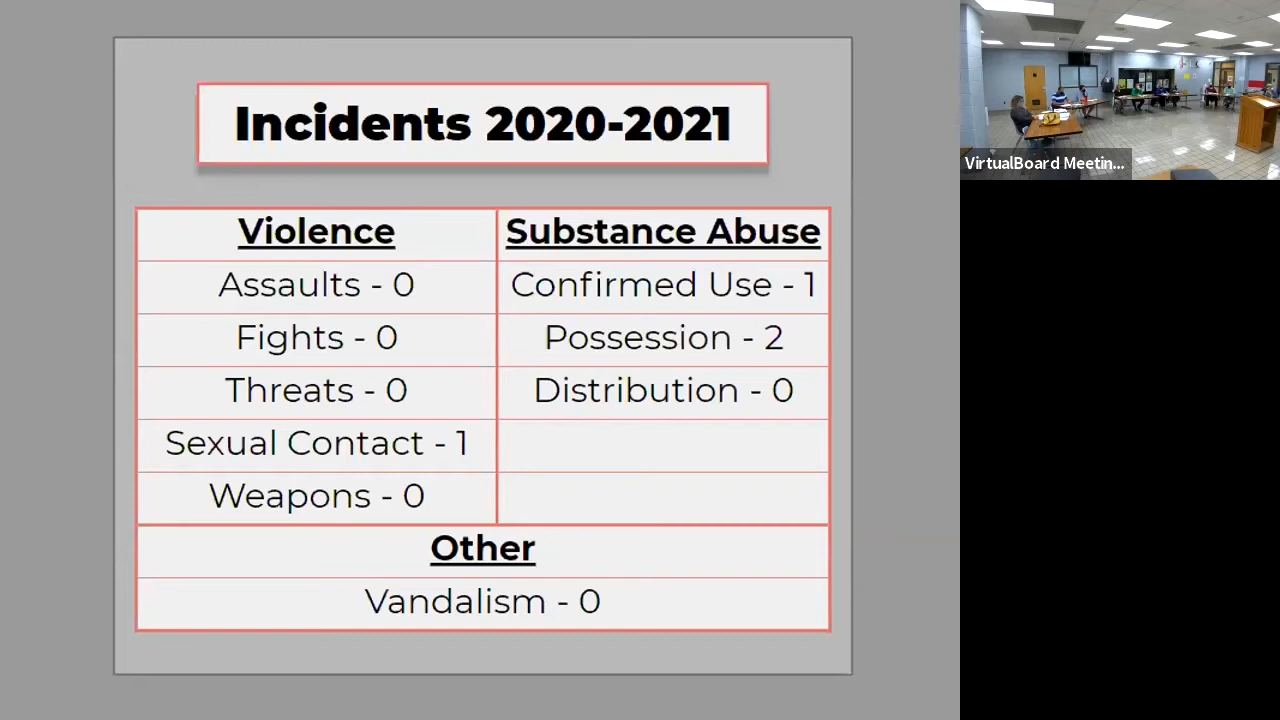 Incidents 2020-2021
Violence
Substance Abuse
Assaults - 0
Confirmed Use - 1
Fights - 0
Possession - 2
Threats - 0
Distribution - 0
Sexual Contact - 1
Weapons - 0
Other
Vandalism - 0
VirtualBoard Meetin...